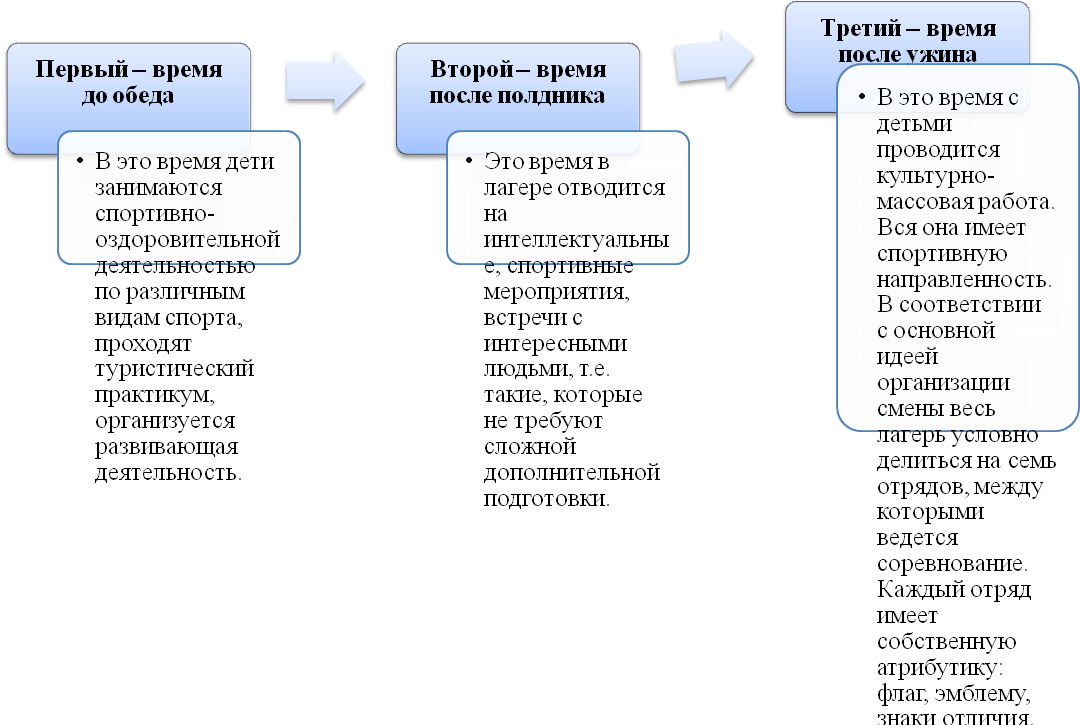 Первый – время
до обеда
• В это время дети
занимаются
спортивно-
оздоровительной
деятельностью
по различным
видам спорта,
проходят
туристический
практикум,
организуется
развивающая
деятельность.
Второй – время
после полдника
• Это время в
лагере отводится
на
интеллектуальны
е, спортивные
мероприятия,
встречи с
интересными
людьми, т.е.
такие, которые
не требуют
сложной
дополнительной
подготовки.
Третий – время
после ужина
• В это время с
детьми
проводится
культурно-
массовая работа.
Вся она имеет
спортивную
направленность.
В соответствии
с основной
идеей
организации
смены весь
лагерь условно
делиться на семь
отрядов, между
которыми
ведется
соревнование.
Каждый отряд
имеет
собственную
атрибутику:
флаг, эмблему,
знаки отличия.